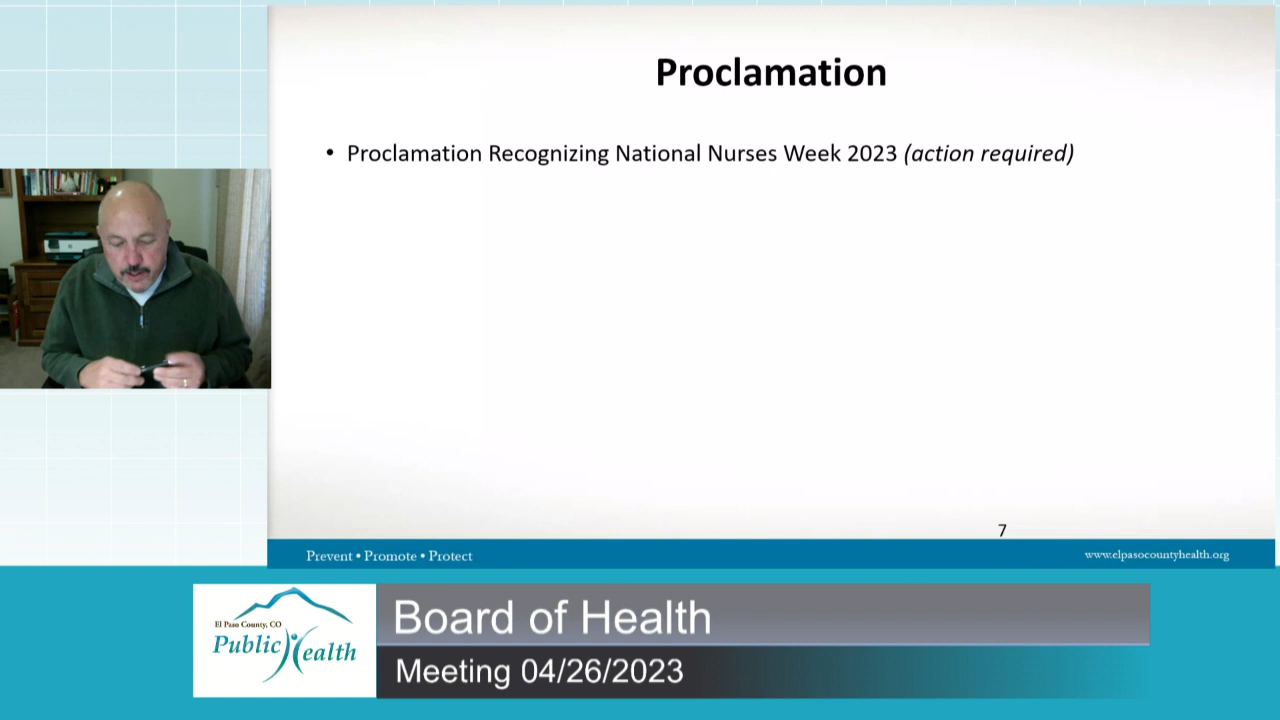 Proclamation
• Proclamation Recognizing National Nurses Week 2023 (action required)
7
Prevent • Promote • Protect
www.elpasocountyhealth.org
El Paso County, CO
Public Health
Board of Health
Meeting 04/26/2023